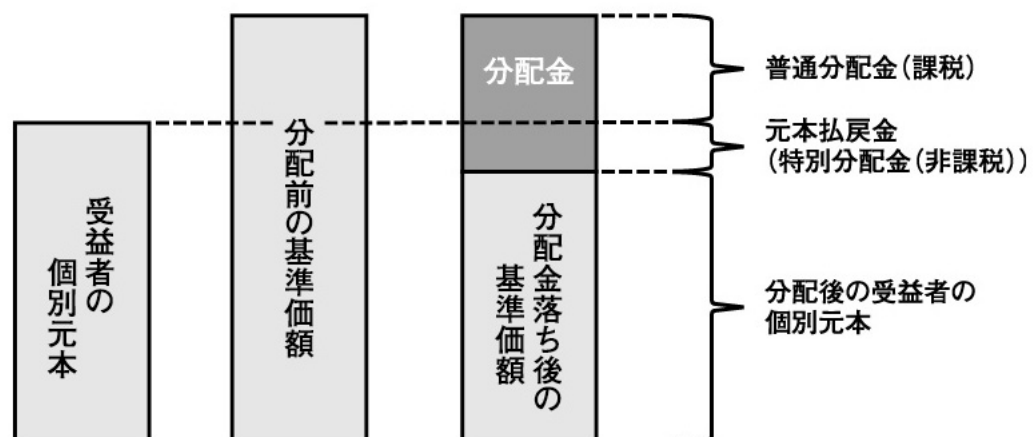 受益者の
個別元本
分配前の基準価額
分配金
分配金落ち後の
基準価額
普通分配金(課税)
元本払戻金
(特別分配金(非課税))
分配後の受益者の
個別元本